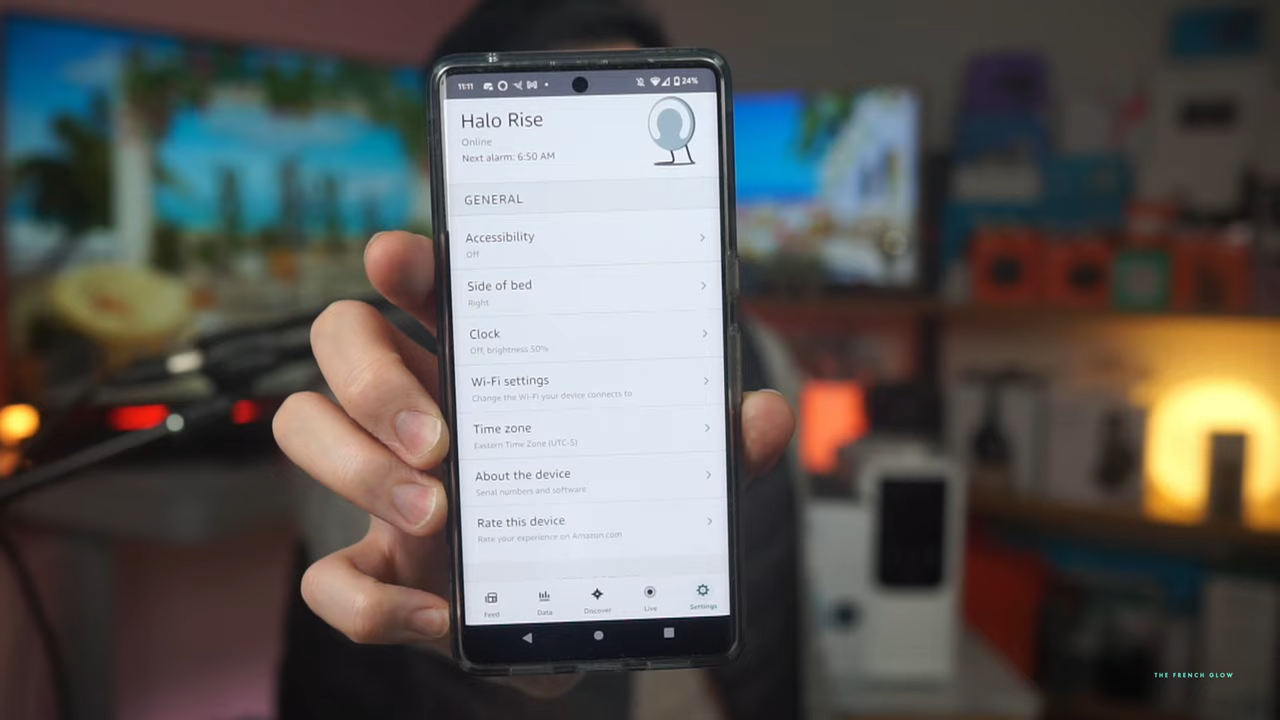 11:11
24%
Halo Rise
Online
Next alarm: 6:50 AM
GENERAL
Accessibility
Off
Side of bed
Right
Clock
Off, brightness 50%
Wi-Fi settings
Change the Wi-Fi your device connects to
Time zone
Eastern Time Zone (UTC-5)
About the device
Serial numbers and software
Rate this device
Rate your experience on Amazon.com
Feed Data Discover Live Settings
THE FRENCH GLOW